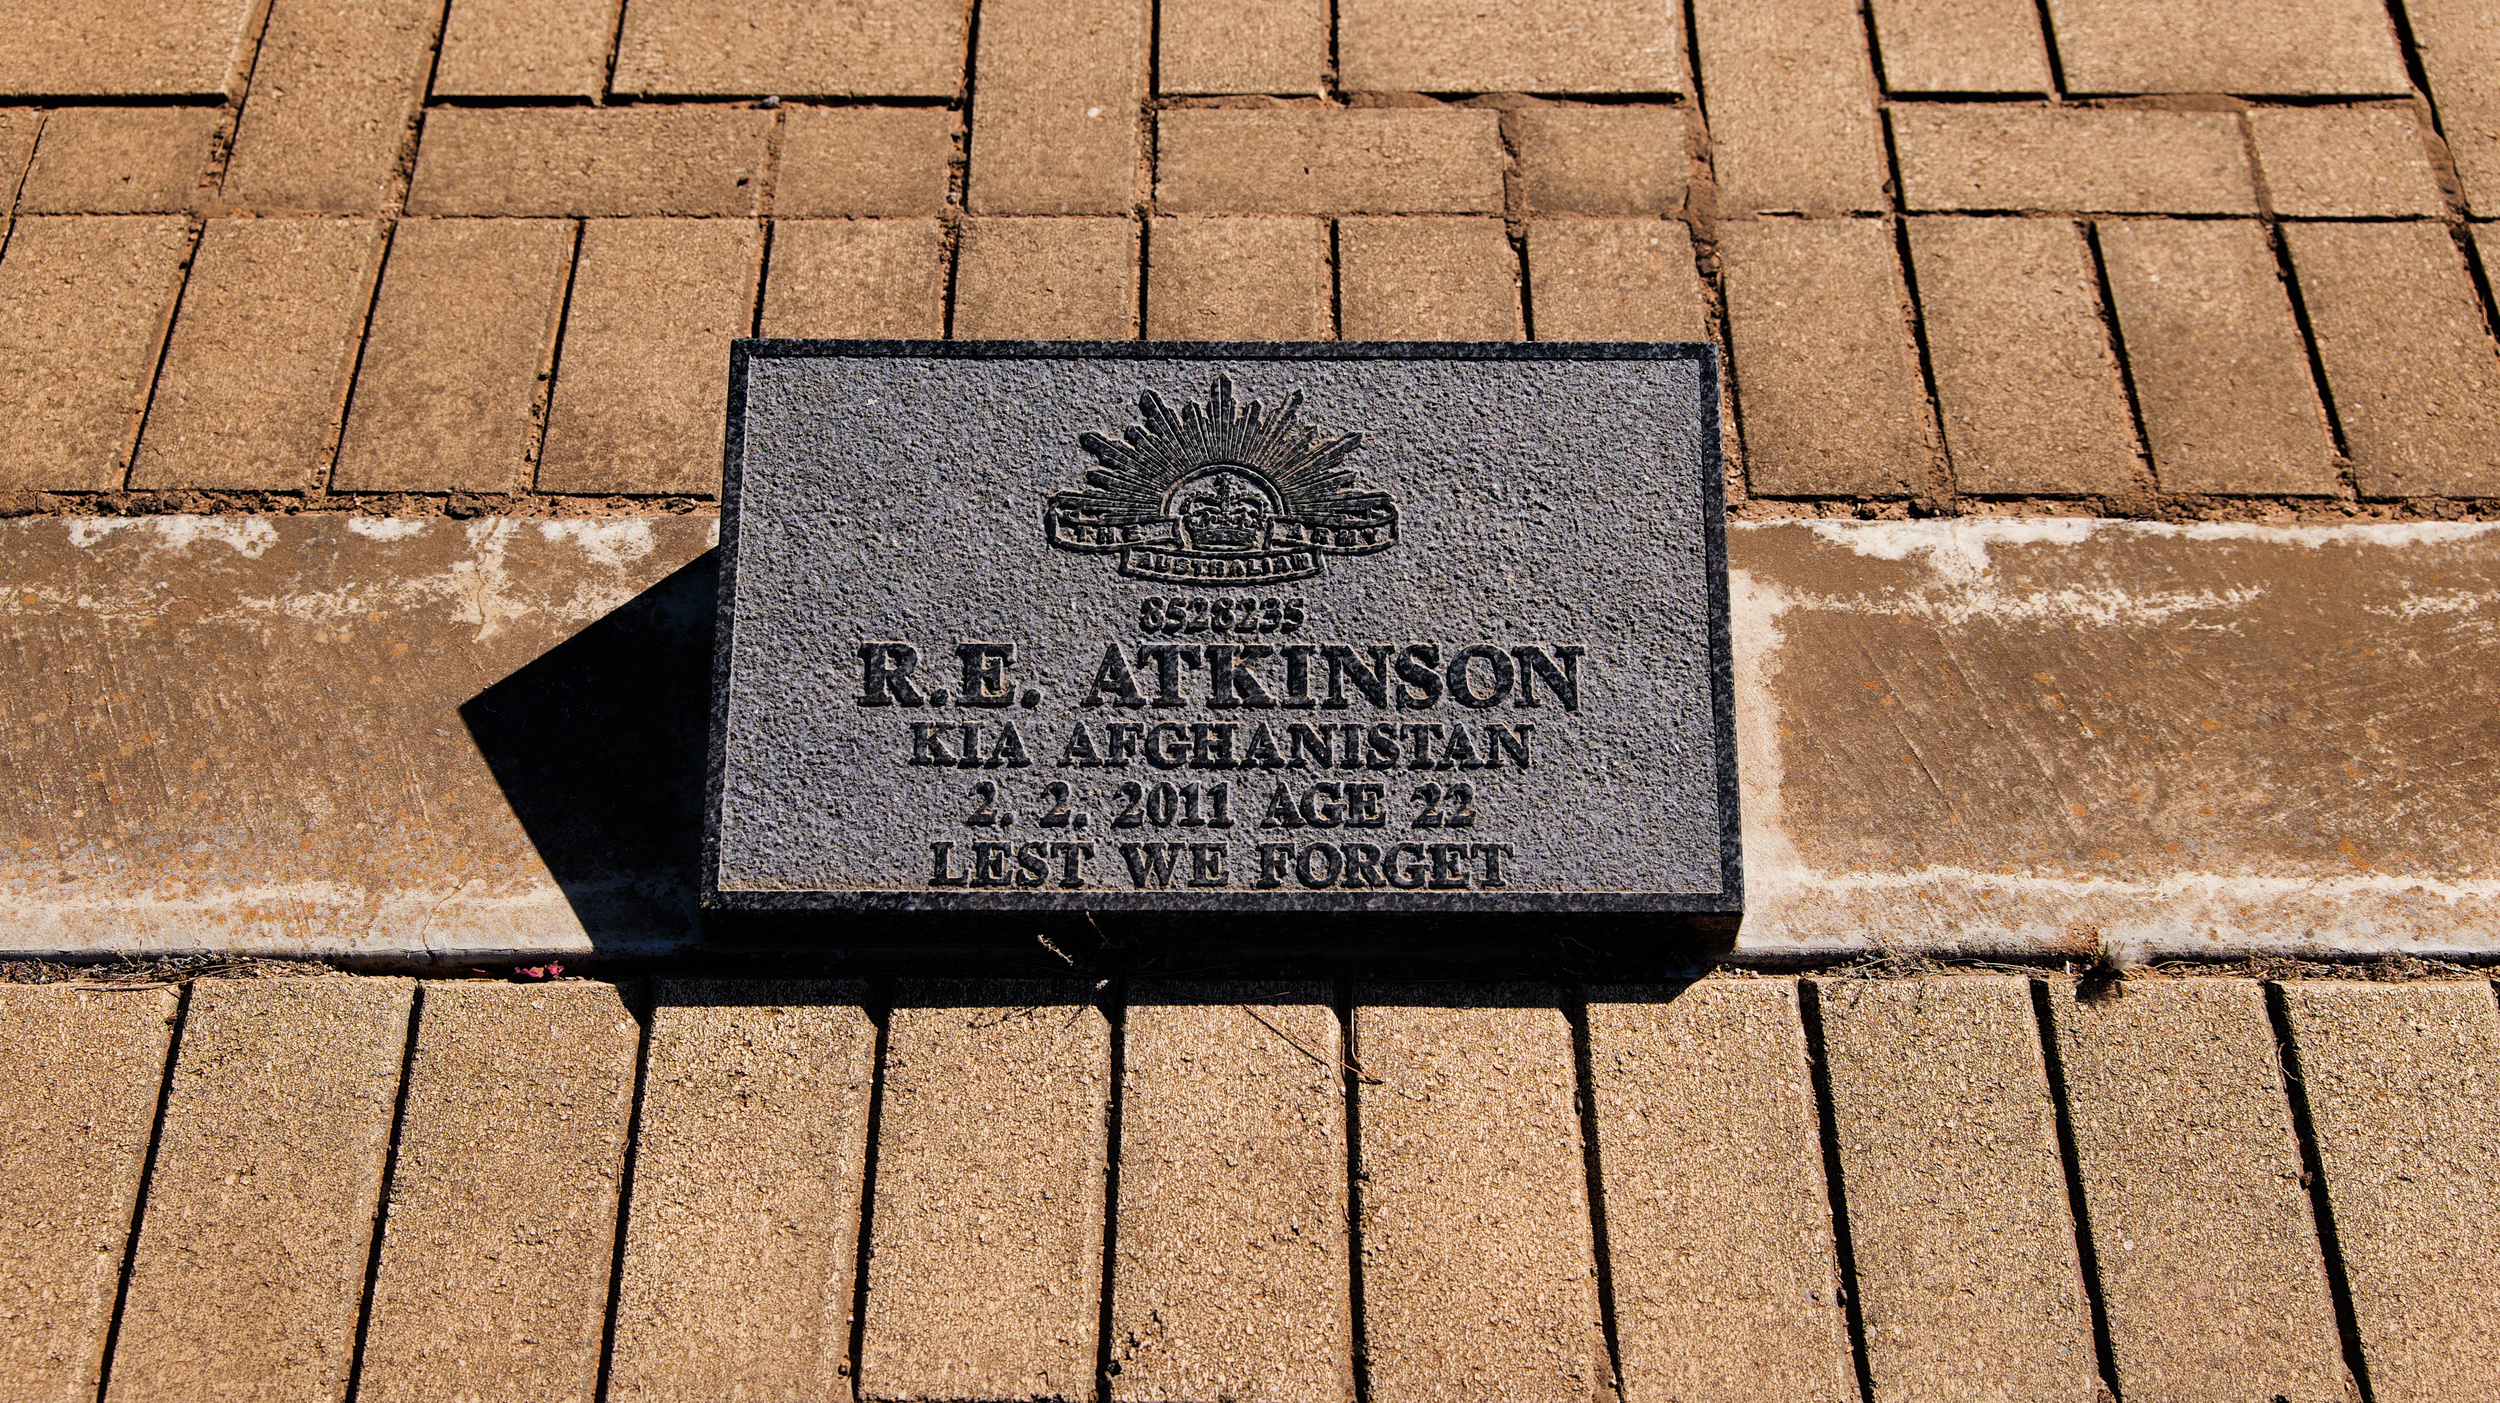 THE ARMY
AUSTRALIAN
8528235
R.E. ATKINSON
KIA AFGHANISTAN
2. 2. 2011 AGE 22
LEST WE FORGET